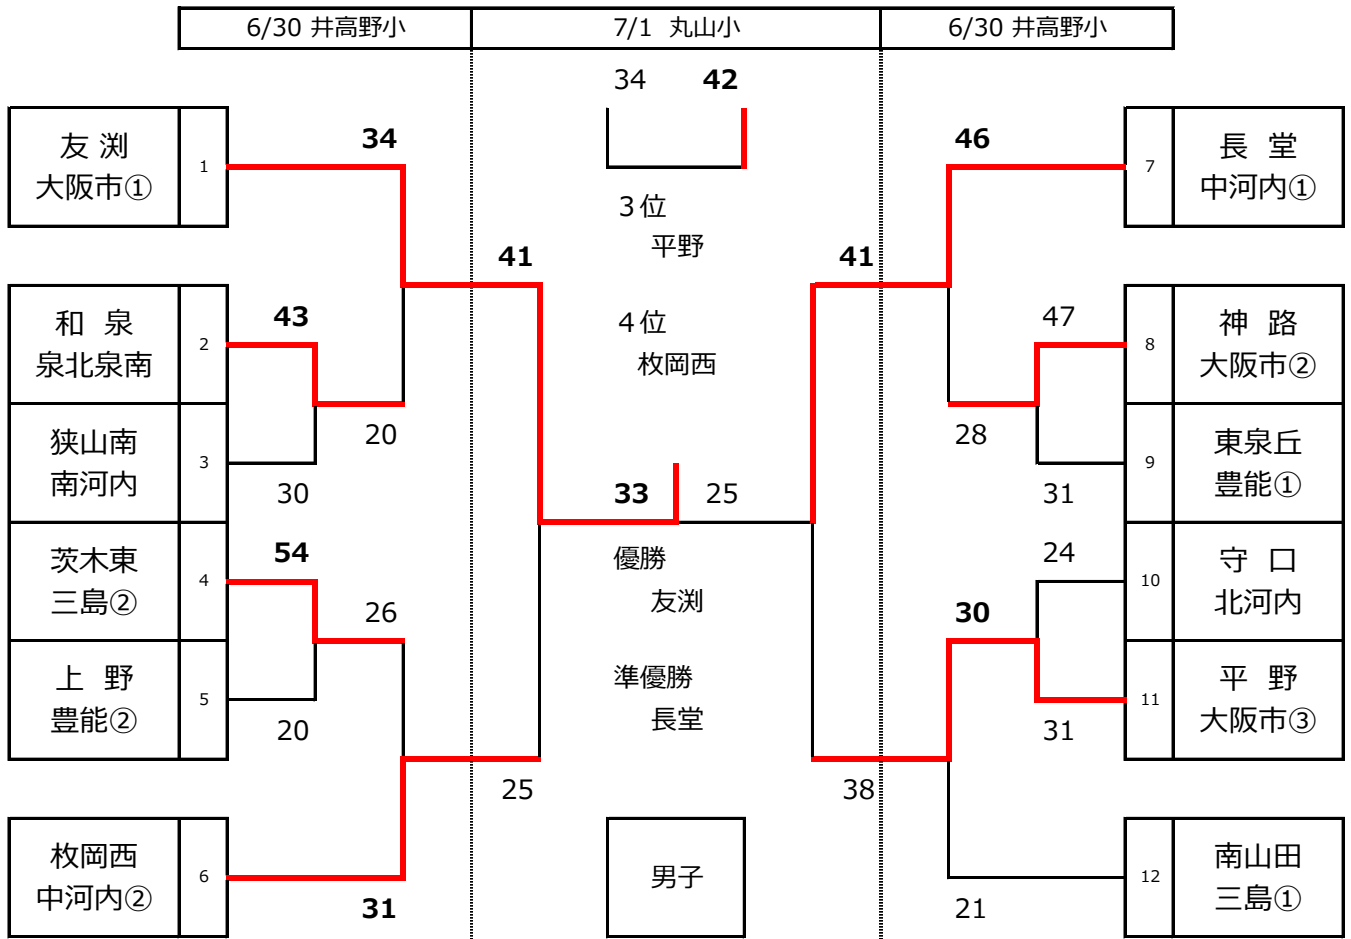 6/30 井高野小
7/1 丸山小
6/30 井高野小
34 42
３位
平野
４位
枚岡西
友 渕
大阪市①
1
34
和 泉
泉北泉南
2
43
狭山南
南河内
3
30
20
茨木東
三島②
4
54
上 野
豊能②
5
20
26
枚岡西
中河内②
6
31
41
25
33 25
優勝
友渕
準優勝
長堂
男子
41
38
46
7
長 堂
中河内①
47
8
神 路
大阪市②
28
9
東泉丘
豊能①
31
24
10
守 口
北河内
30
11
平 野
大阪市③
31
12
南山田
三島①
21